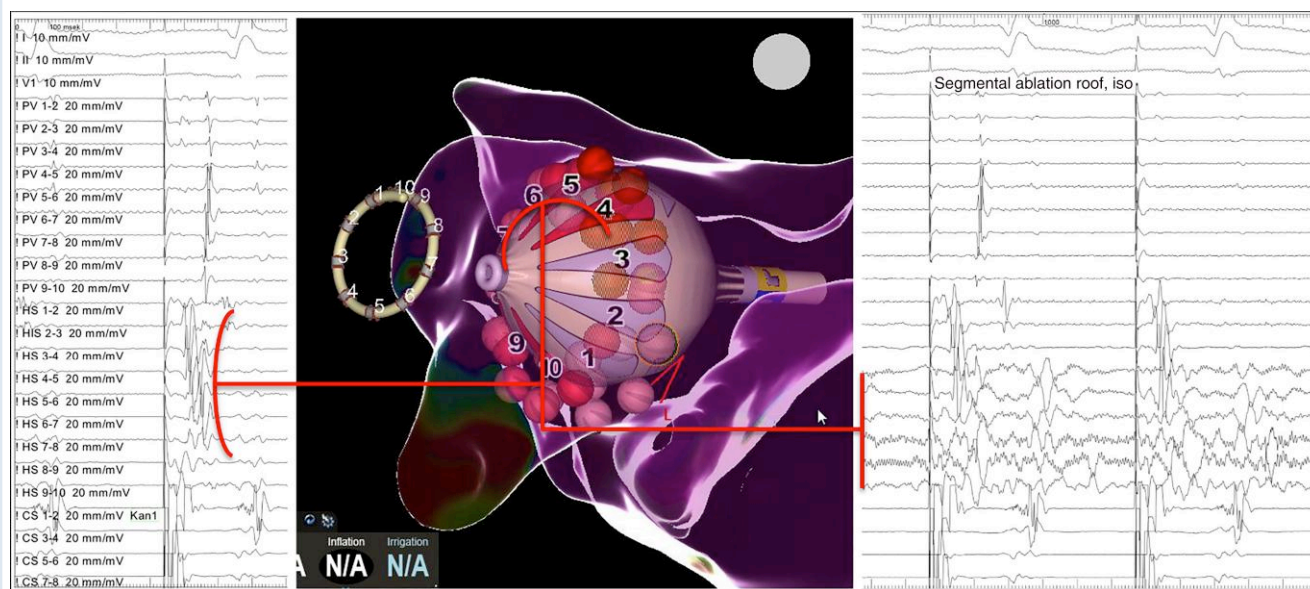 0 100 msek
! I 10 mm/mV
! II 10 mm/mV
! V1 10 mm/mV
! PV 1-2 20 mm/mV
! PV 2-3 20 mm/mV
! PV 3-4 20 mm/mV
! PV 4-5 20 mm/mV
! PV 5-6 20 mm/mV
! PV 6-7 20 mm/mV
! PV 7-8 20 mm/mV
! PV 8-9 20 mm/mV
! PV 9-10 20 mm/mV
! HS 1-2 20 mm/mV
! HIS 2-3 20 mm/mV
! HS 3-4 20 mm/mV
! HS 4-5 20 mm/mV
! HS 5-6 20 mm/mV
! HS 6-7 20 mm/mV
! HS 7-8 20 mm/mV
! HS 8-9 20 mm/mV
! HS 9-10 20 mm/mV
! CS 1-2 20 mm/mV Kan1
! CS 3-4 20 mm/mV
! CS 5-6 20 mm/mV
! CS 7-8 20 mm/mV
1 10 9
2 8
3 7
4 6
5
6 5
4
7
3
2
9 1
10
L
Inflation Irrigation
A N/A N/A
1000
Segmental ablation roof, iso